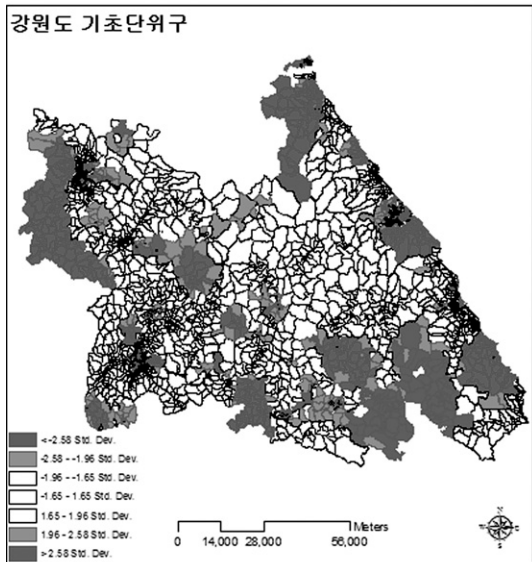 강원도 기초단위구
<-2.58 Std. Dev.
-2.58 - -1.96 Std. Dev.
-1.96 - -1.65 Std. Dev.
-1.65 - 1.65 Std. Dev.
1.65 - 1.96 Std. Dev.
1.96 - 2.58 Std. Dev.
>2.58 Std. Dev.
Meters
0 14,000 28,000 56,000
N